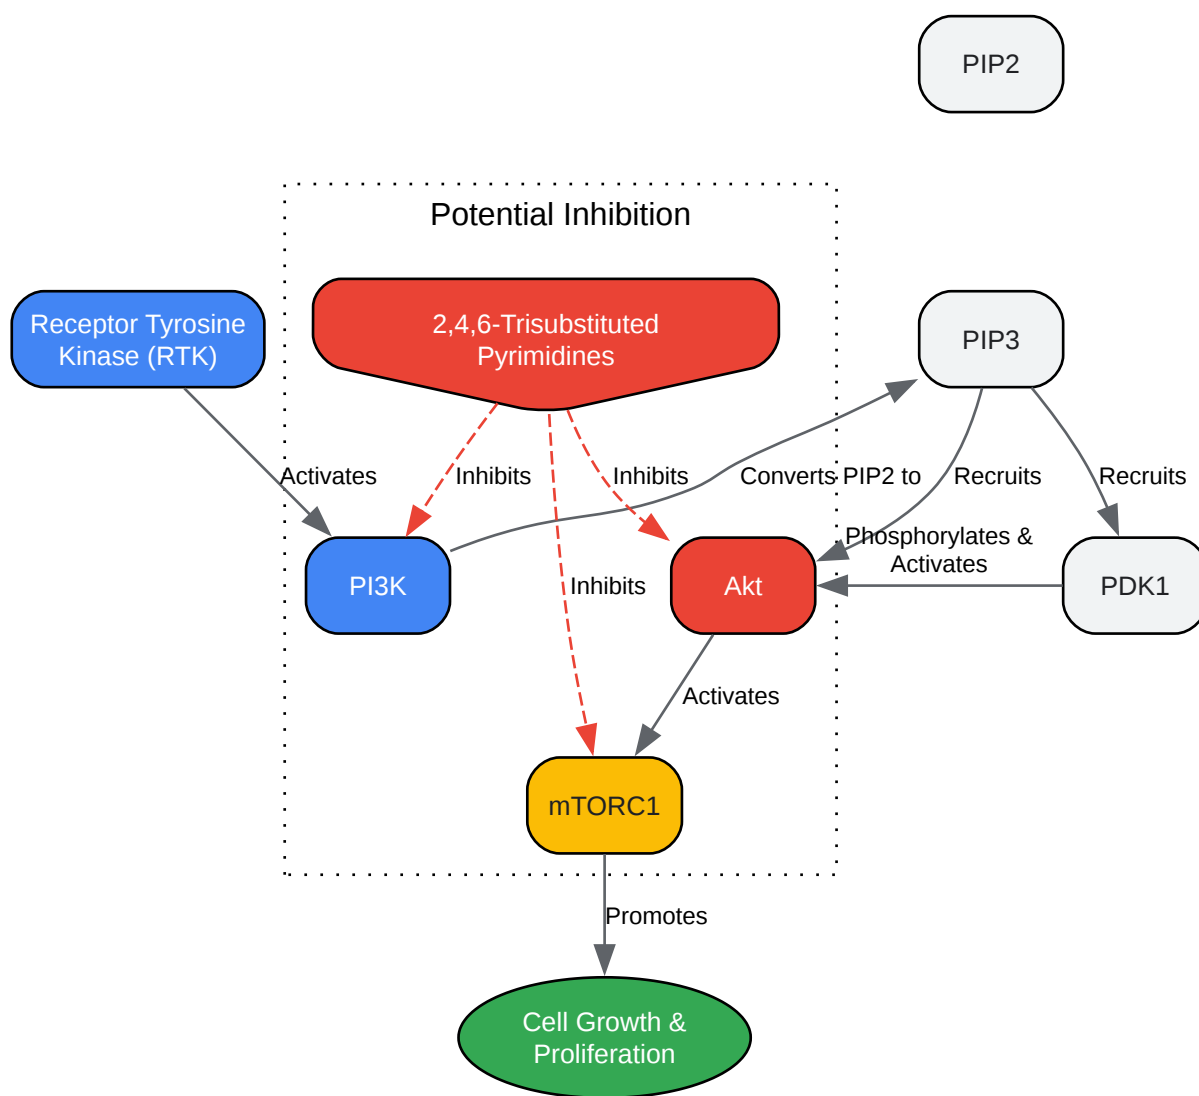 PIP2
Potential Inhibition
Receptor Tyrosine
Kinase (RTK)
2,4,6-Trisubstituted
Pyrimidines
PIP3
Activates
Inhibits
Inhibits
Converts PIP2 to
Recruits
Recruits
Phosphorylates &
Activates
PI3K
Inhibits
Akt
PDK1
Activates
mTORC1
Promotes
Cell Growth &
Proliferation